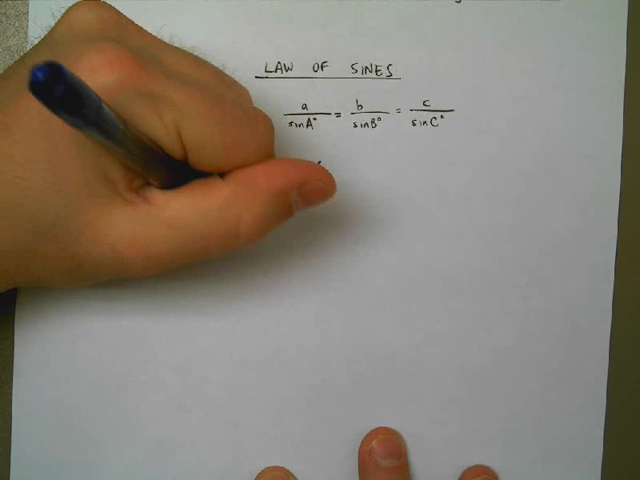 LAW OF SINES
a/sinA° = b/sinB° = c/sinC°